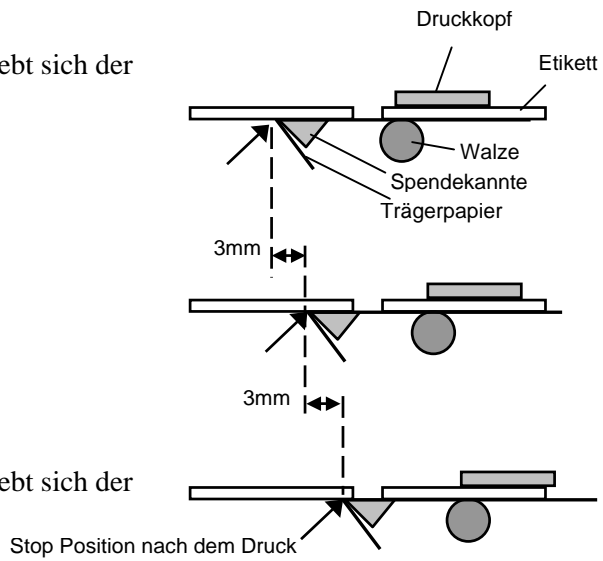 Druckkopf
ebt sich der
Etikett
Walze
Spendekannte
Trägerpapier
3mm
3mm
ebt sich der
Stop Position nach dem Druck